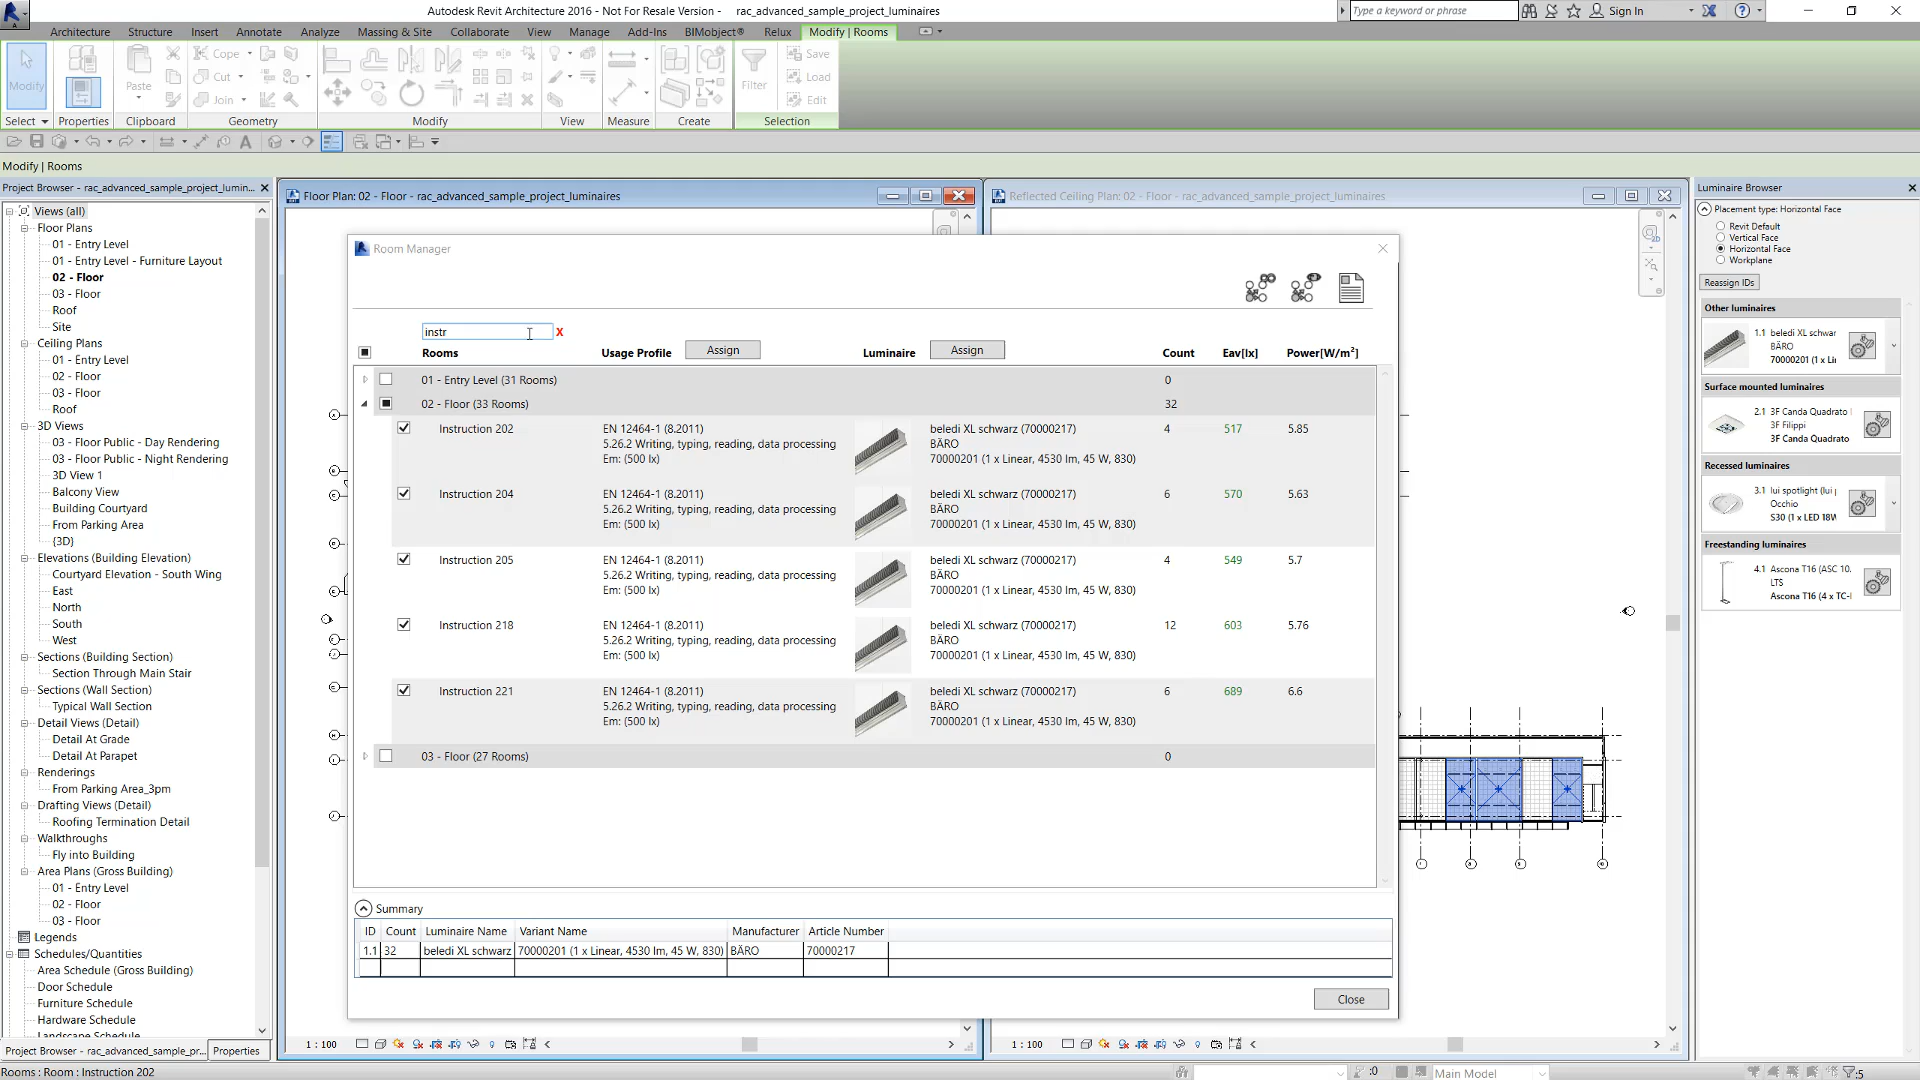 Autodesk Revit Architecture 2016 - Not For Resale Version - rac_advanced_sample_project_luminaires
Type a keyword or phrase
Sign In
Architecture Structure Insert Annotate Analyze Massing & Site Collaborate View Manage Add-Ins BIMobject® Relux Modify | Rooms
Modify
Paste
Cope
Cut
Join
Filter
Save
Load
Edit
Select Properties Clipboard Geometry Modify View Measure Create Selection
Modify | Rooms
Project Browser - rac_advanced_sample_project_lumin...
Views (all)
Floor Plans
01 - Entry Level
01 - Entry Level - Furniture Layout
02 - Floor
03 - Floor
Roof
Site
Ceiling Plans
01 - Entry Level
02 - Floor
03 - Floor
Roof
3D Views
03 - Floor Public - Day Rendering
03 - Floor Public - Night Rendering
3D View 1
Balcony View
Building Courtyard
From Parking Area
{3D}
Elevations (Building Elevation)
Courtyard Elevation - South Wing
East
North
South
West
Sections (Building Section)
Section Through Main Stair
Sections (Wall Section)
Typical Wall Section
Detail Views (Detail)
Detail At Grade
Detail At Parapet
Renderings
From Parking Area_3pm
Drafting Views (Detail)
Roofing Termination Detail
Walkthroughs
Fly into Building
Area Plans (Gross Building)
01 - Entry Level
02 - Floor
03 - Floor
Legends
Schedules/Quantities
Area Schedule (Gross Building)
Door Schedule
Furniture Schedule
Hardware Schedule
Landscape Schedule
Project Browser - rac_advanced_sample_pr... Properties
Floor Plan: 02 - Floor - rac_advanced_sample_project_luminaires
Reflected Ceiling Plan: 02 - Floor - rac_advanced_sample_project_luminaires
Room Manager
instr X
Rooms Usage Profile Assign Luminaire Assign Count Eav[lx] Power[W/m²]
01 - Entry Level (31 Rooms) 0
02 - Floor (33 Rooms) 32
Instruction 202 EN 12464-1 (8.2011) beledi XL schwarz (70000217) 4 517 5.85
5.26.2 Writing, typing, reading, data processing BÄRO
Em: (500 lx) 70000201 (1 x Linear, 4530 lm, 45 W, 830)
Instruction 204 EN 12464-1 (8.2011) beledi XL schwarz (70000217) 6 570 5.63
5.26.2 Writing, typing, reading, data processing BÄRO
Em: (500 lx) 70000201 (1 x Linear, 4530 lm, 45 W, 830)
Instruction 205 EN 12464-1 (8.2011) beledi XL schwarz (70000217) 4 549 5.7
5.26.2 Writing, typing, reading, data processing BÄRO
Em: (500 lx) 70000201 (1 x Linear, 4530 lm, 45 W, 830)
Instruction 218 EN 12464-1 (8.2011) beledi XL schwarz (70000217) 12 603 5.76
5.26.2 Writing, typing, reading, data processing BÄRO
Em: (500 lx) 70000201 (1 x Linear, 4530 lm, 45 W, 830)
Instruction 221 EN 12464-1 (8.2011) beledi XL schwarz (70000217) 6 689 6.6
5.26.2 Writing, typing, reading, data processing BÄRO
Em: (500 lx) 70000201 (1 x Linear, 4530 lm, 45 W, 830)
03 - Floor (27 Rooms) 0
Summary
ID Count Luminaire Name Variant Name Manufacturer Article Number
1.1 32 beledi XL schwarz 70000201 (1 x Linear, 4530 lm, 45 W, 830) BÄRO 70000217
Close
1 : 100
1 : 100
Luminaire Browser
Placement type: Horizontal Face
Revit Default
Vertical Face
Horizontal Face
Workplane
Reassign IDs
Other luminaires
1.1 beledi XL schwar
BÄRO
70000201 (1 x Li
Surface mounted luminaires
2.1 3F Canda Quadrato
3F Filippi
3F Canda Quadrato
Recessed luminaires
3.1 lui spotlight (lui
Occhio
S30 (1 x LED 18W
Freestanding luminaires
4.1 Ascona T16 (ASC 10.
LTS
Ascona T16 (4 x TC-
Rooms : Room : Instruction 202
:0
Main Model
:5